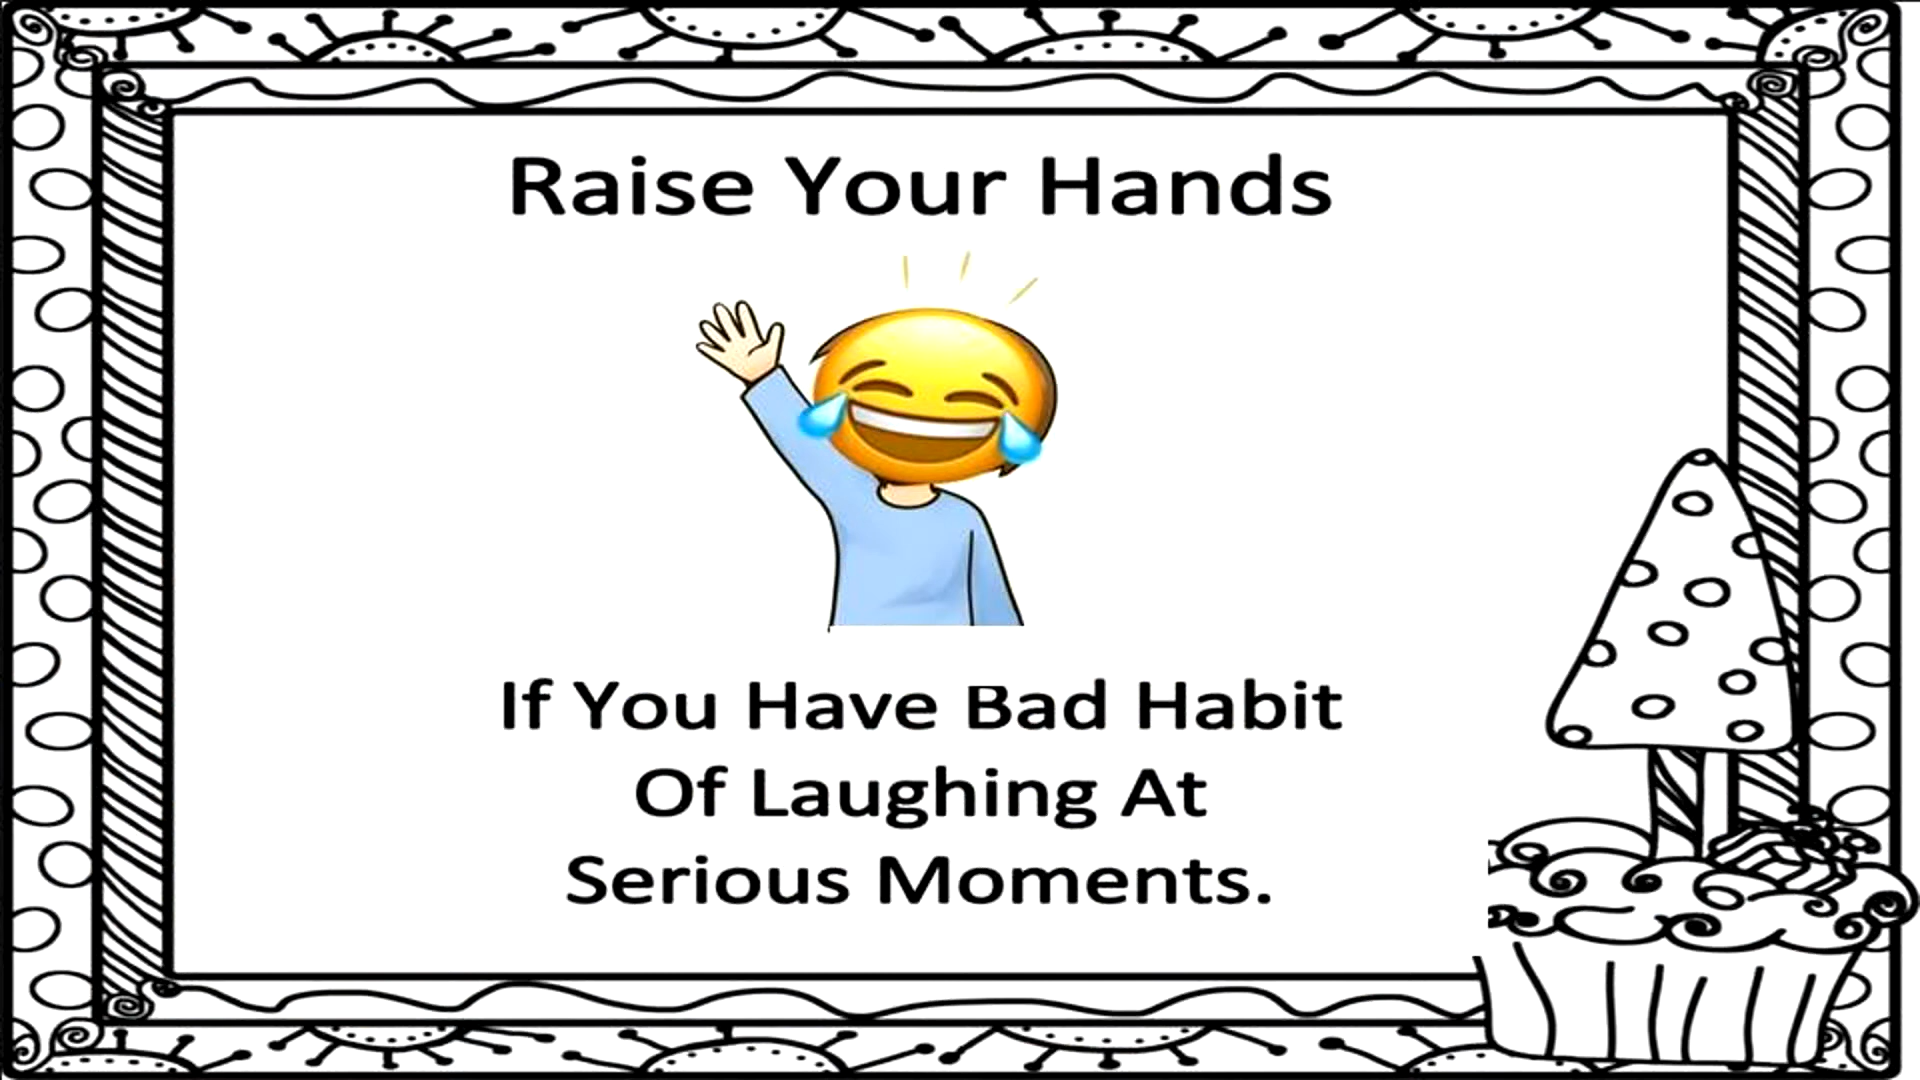 Raise Your Hands
If You Have Bad Habit
Of Laughing At
Serious Moments.